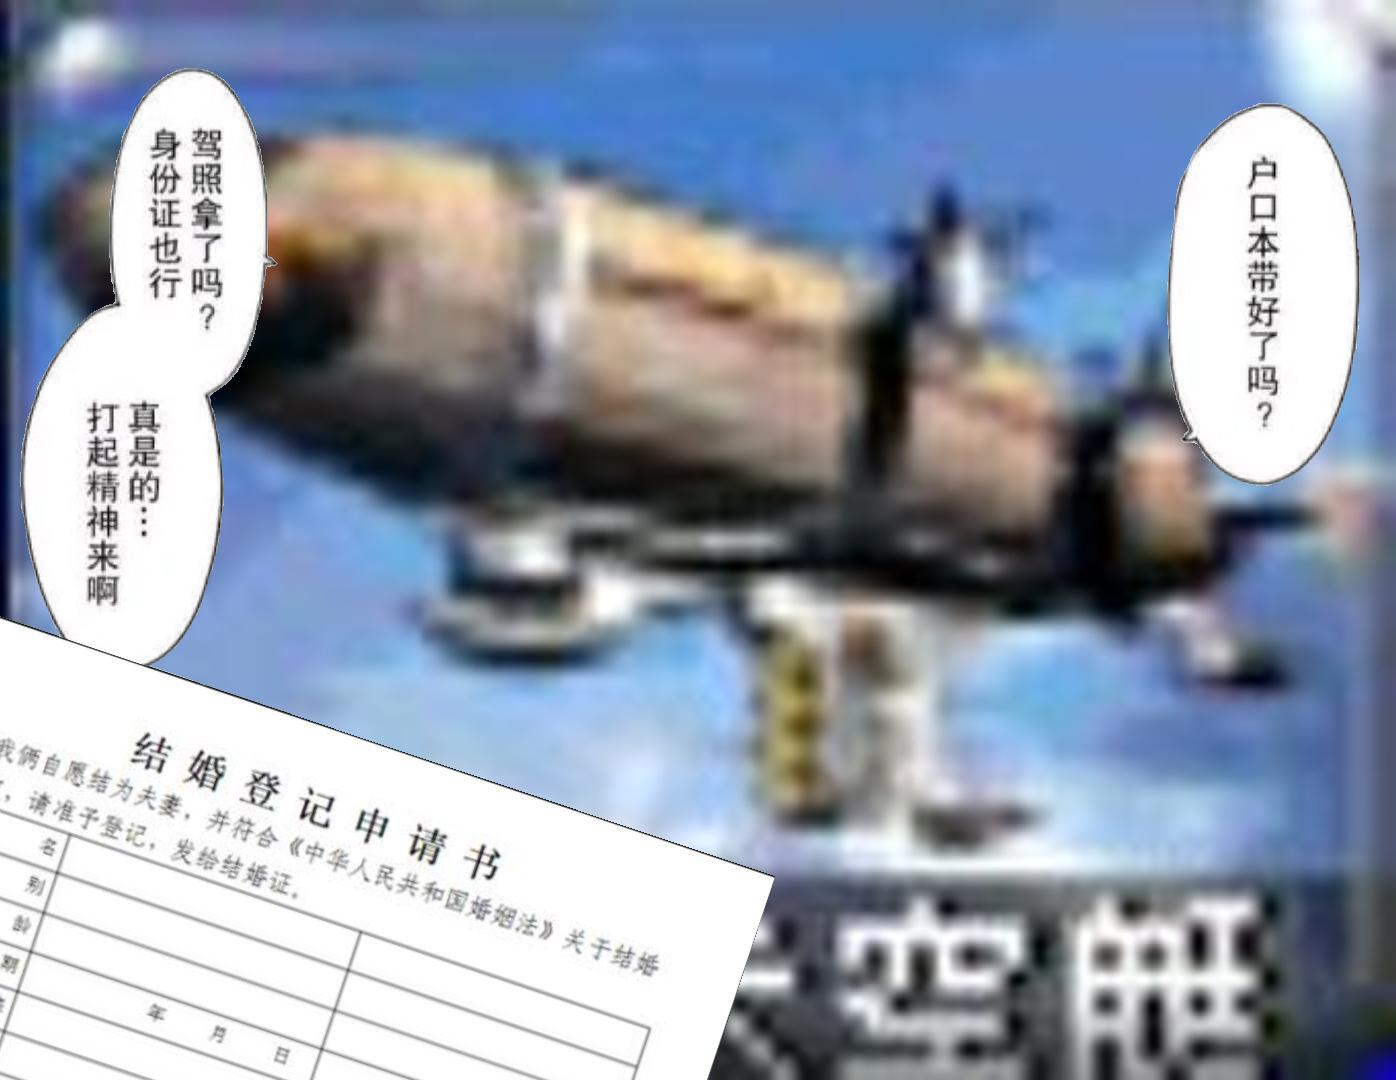 户口本带好了吗？
驾照拿了吗？
身份证也行
真是的…
打起精神来啊
结婚登记申请书
我俩自愿结为夫妻，并符合《中华人民共和国婚姻法》关于结婚
，请准予登记，发给结婚证。
名
别
龄
期
年 月 日
空艇